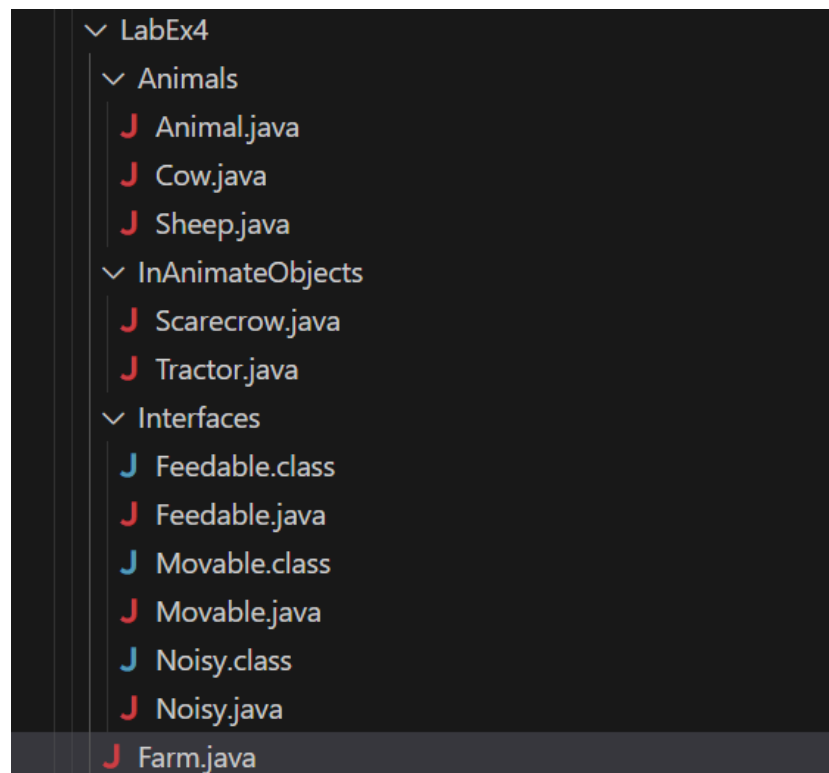 LabEx4
Animals
J Animal.java
J Cow.java
J Sheep.java
InAnimateObjects
J Scarecrow.java
J Tractor.java
Interfaces
J Feedable.class
J Feedable.java
J Movable.class
J Movable.java
J Noisy.class
J Noisy.java
J Farm.java